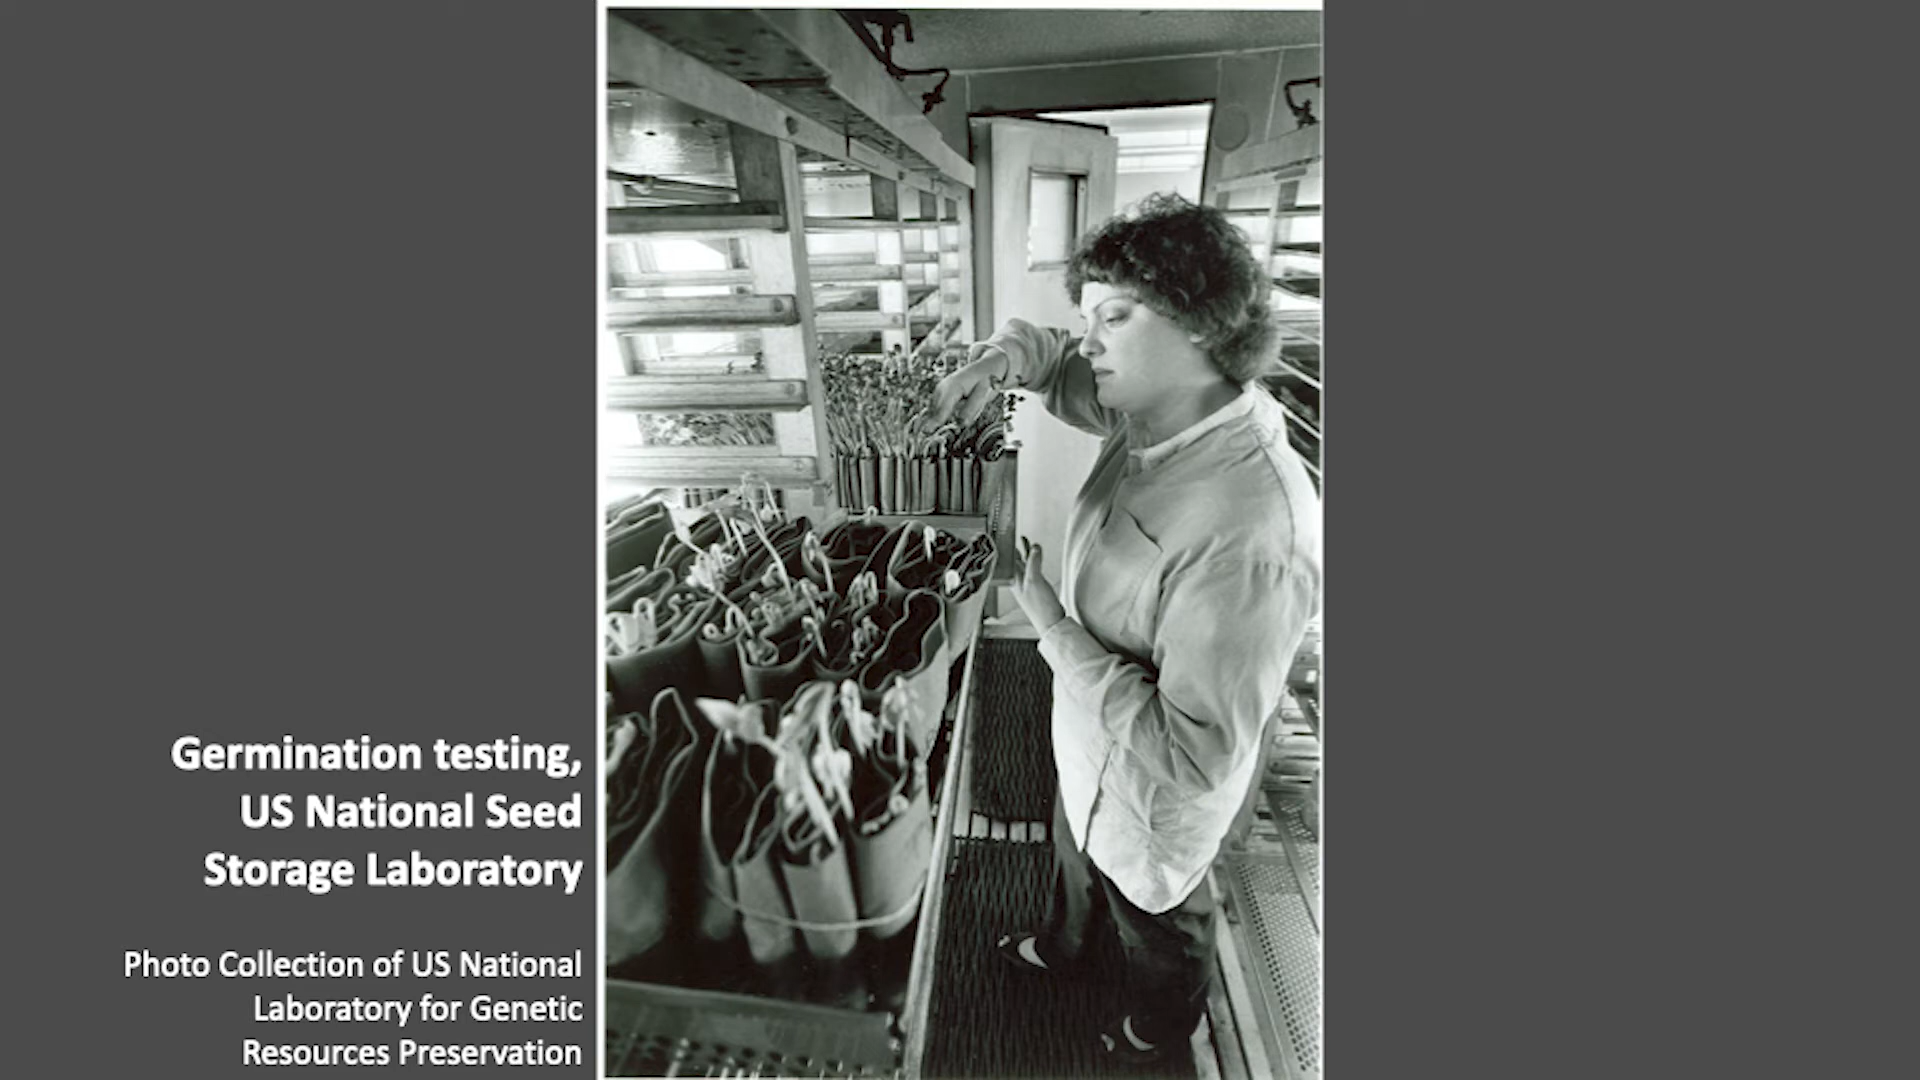 Germination testing,
US National Seed
Storage Laboratory
Photo Collection of US National
Laboratory for Genetic
Resources Preservation